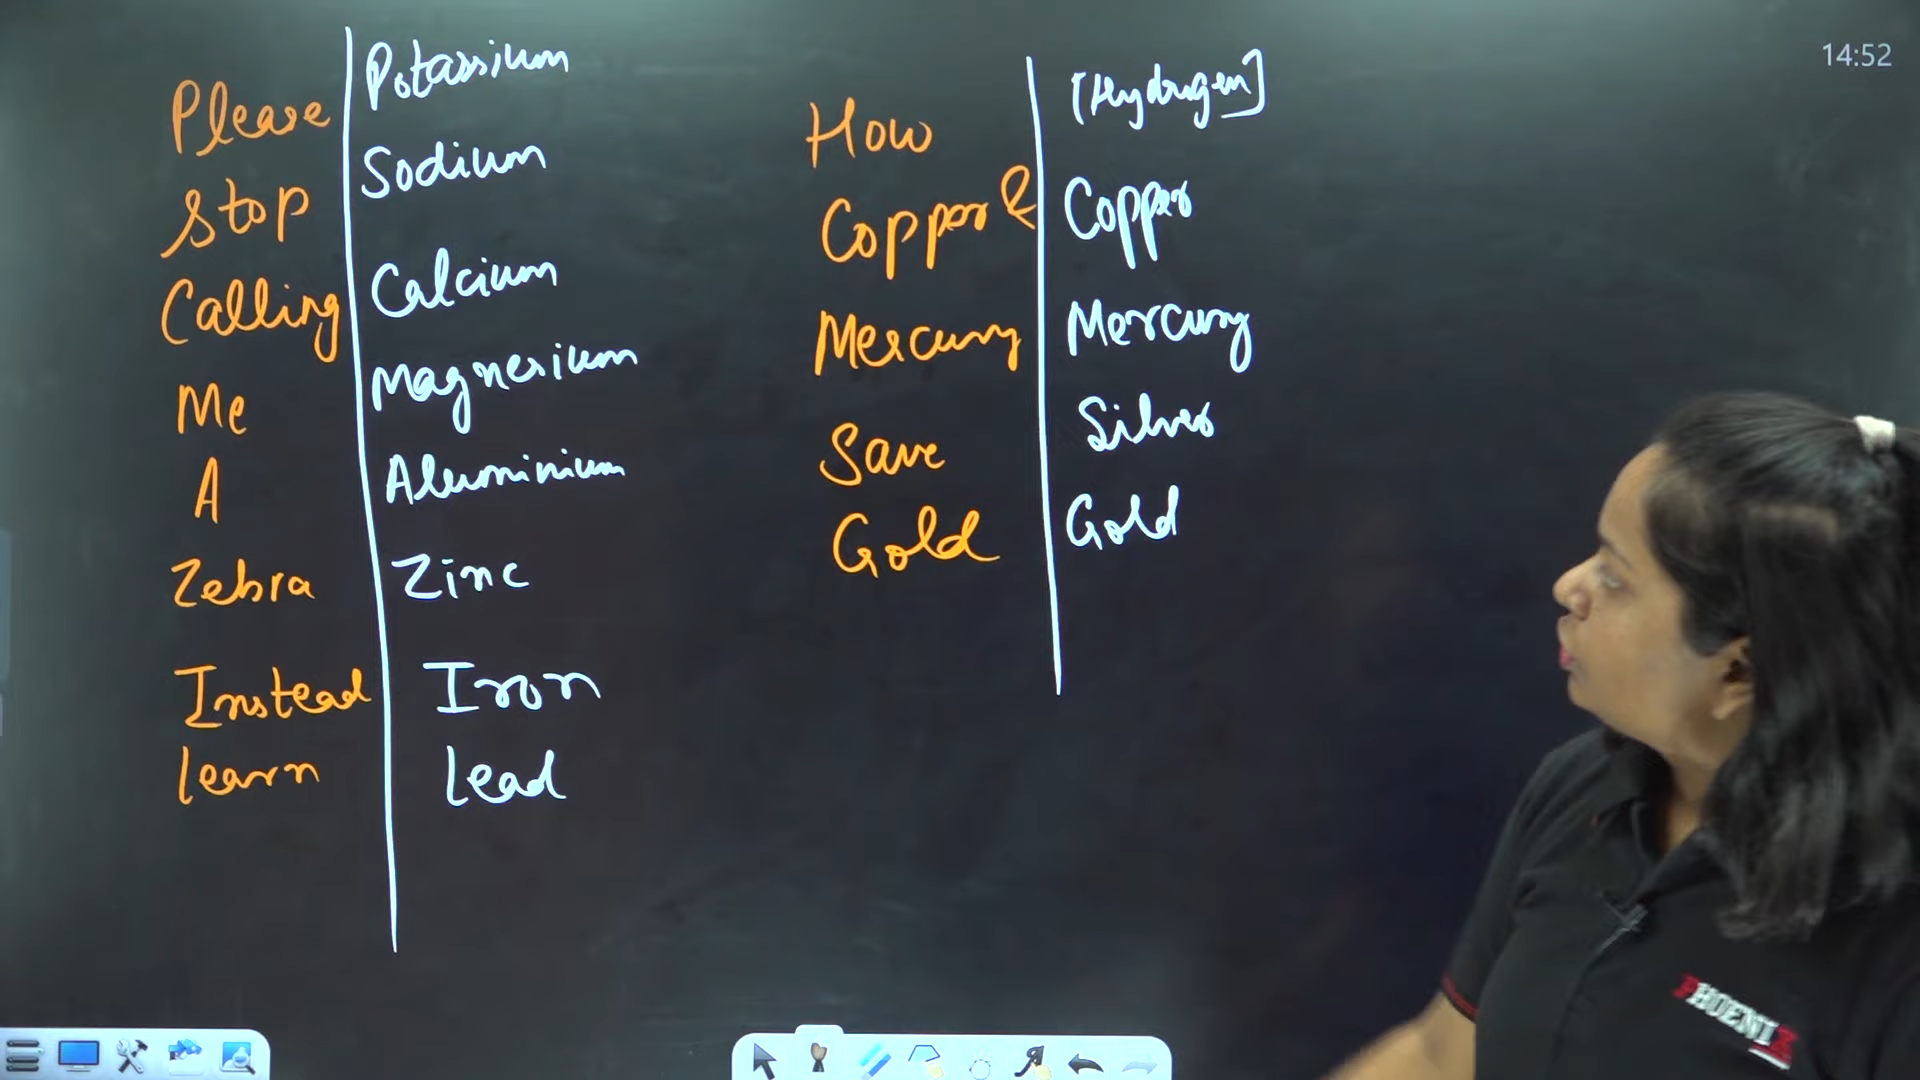 Please Potassium
Stop Sodium
Calling Calcium
Me Magnesium
A Aluminium
Zebra Zinc
Instead Iron
learn lead
How [Hydrogen]
Copper & Copper
Mercury Mercury
Save Silver
Gold Gold
14:52
PHOENIX